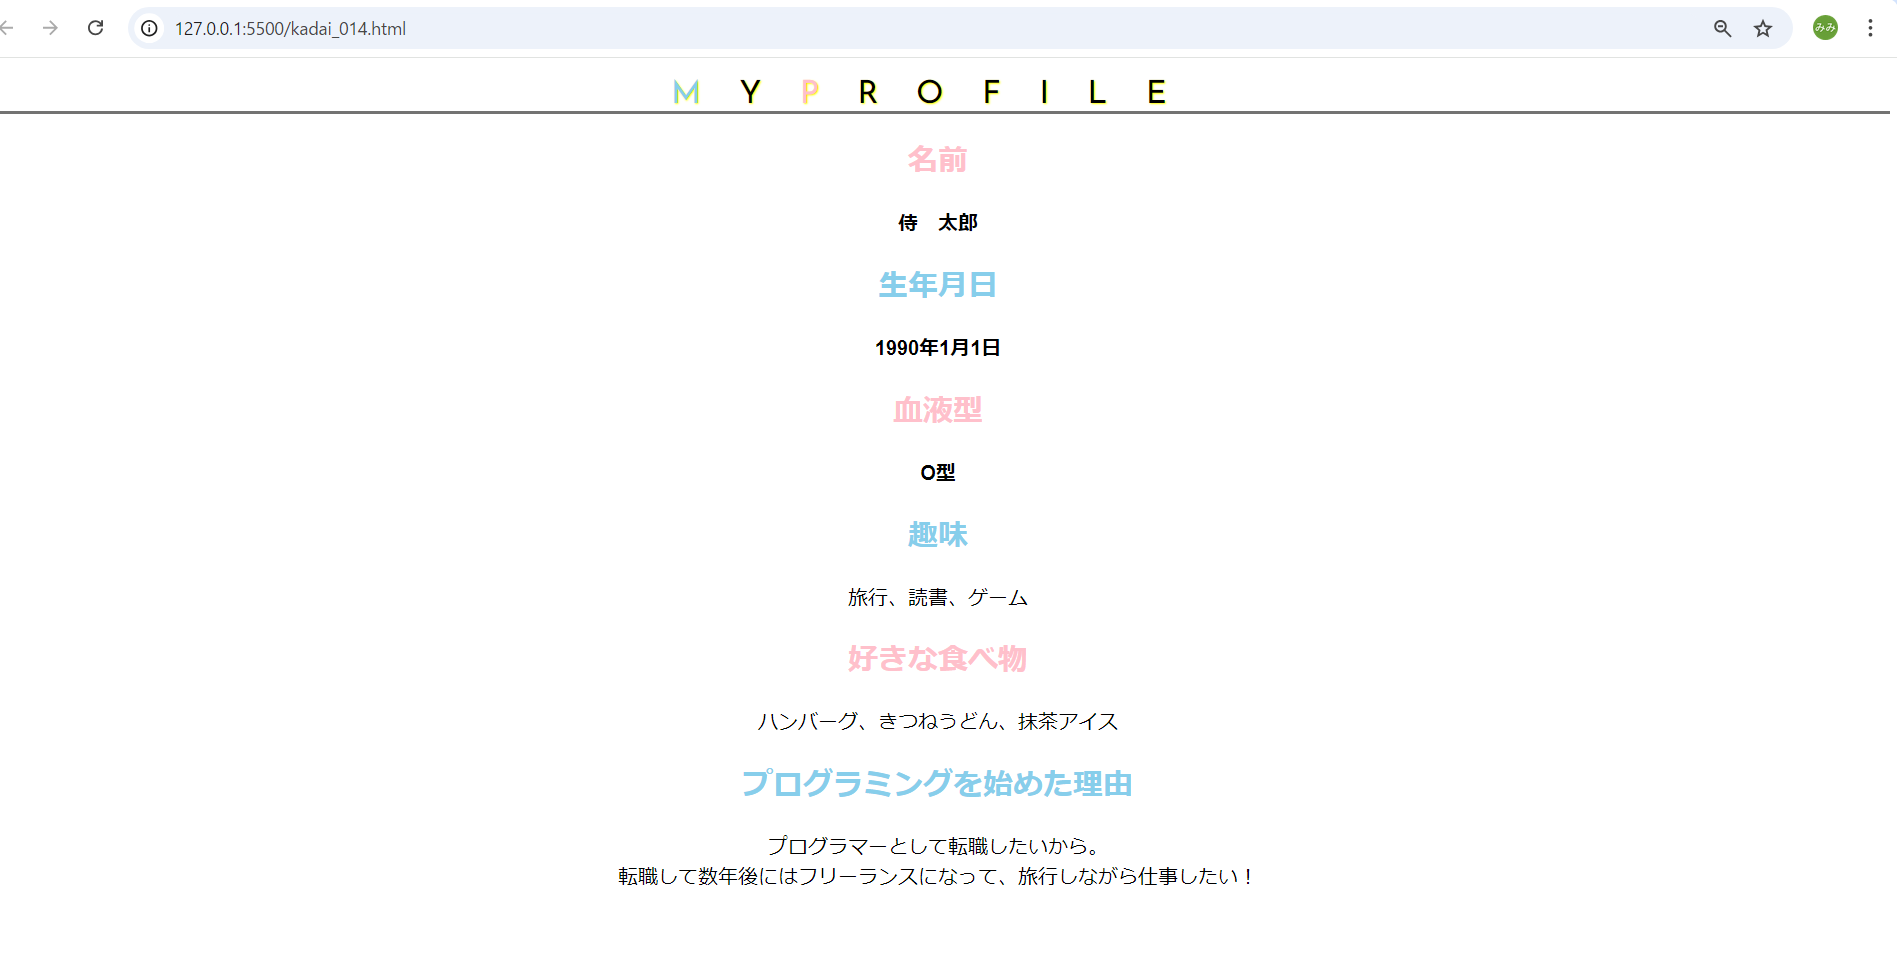 127.0.0.1:5500/kadai_014.html
みみ
MY PROFILE
名前
侍　太郎
生年月日
1990年1月1日
血液型
O型
趣味
旅行、読書、ゲーム
好きな食べ物
ハンバーグ、きつねうどん、抹茶アイス
プログラミングを始めた理由
プログラマーとして転職したいから。
転職して数年後にはフリーランスになって、旅行しながら仕事したい！